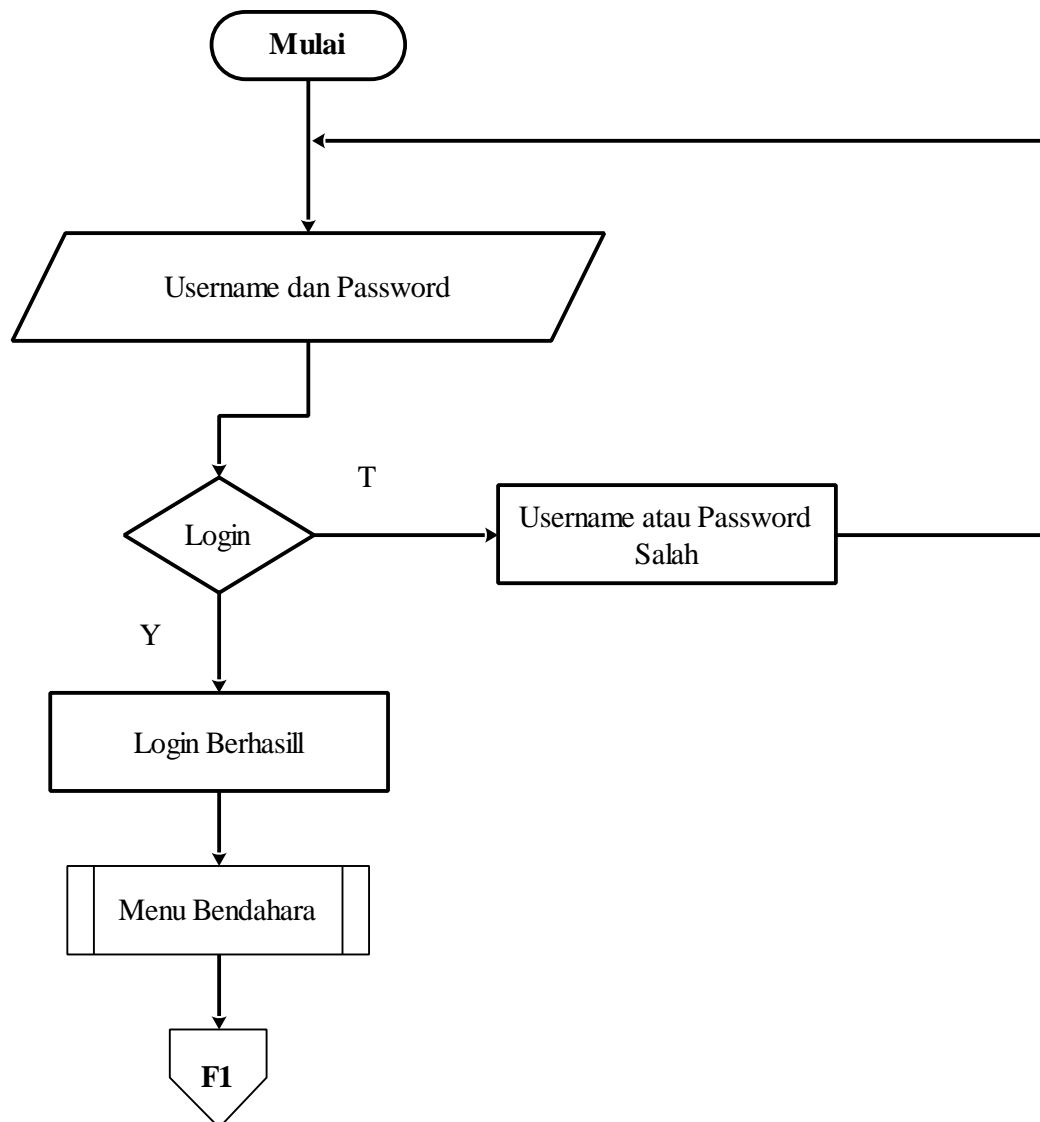 Mulai
Username dan Password
T
Login
Username atau Password
Salah
Y
Login Berhasill
Menu Bendahara
F1